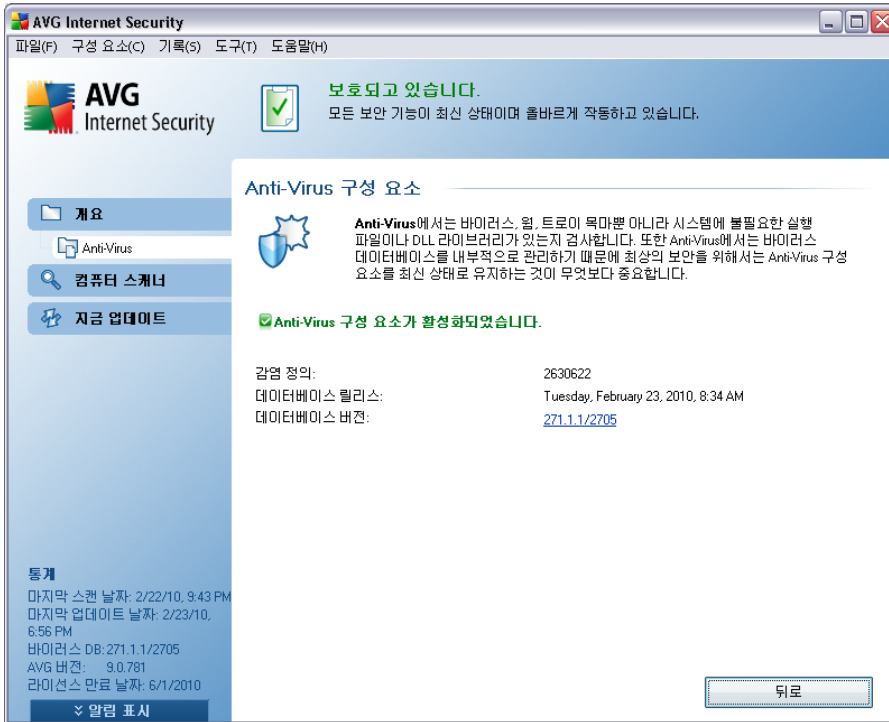 AVG Internet Security
파일(F) 구성 요소(C) 기록(S) 도구(T) 도움말(H)
AVG
Internet Security
보호되고 있습니다.
모든 보안 기능이 최신 상태이며 올바르게 작동하고 있습니다.
개요
Anti-Virus
컴퓨터 스캐너
지금 업데이트
Anti-Virus 구성 요소
Anti-Virus에서는 바이러스, 웜, 트로이 목마뿐 아니라 시스템에 불필요한 실행
파일이나 DLL 라이브러리가 있는지 검사합니다. 또한 Anti-Virus에서는 바이러스
데이터베이스를 내부적으로 관리하기 때문에 최상의 보안을 위해서는 Anti-Virus 구성
요소를 최신 상태로 유지하는 것이 무엇보다 중요합니다.
Anti-Virus 구성 요소가 활성화되었습니다.
감염 정의: 2630622
데이터베이스 릴리스: Tuesday, February 23, 2010, 8:34 AM
데이터베이스 버전: 271.1.1/2705
통계
마지막 스캔 날짜: 2/22/10, 9:43 PM
마지막 업데이트 날짜: 2/23/10,
6:56 PM
바이러스 DB: 271.1.1/2705
AVG 버전: 9.0.781
라이선스 만료 날짜: 6/1/2010
알림 표시
뒤로